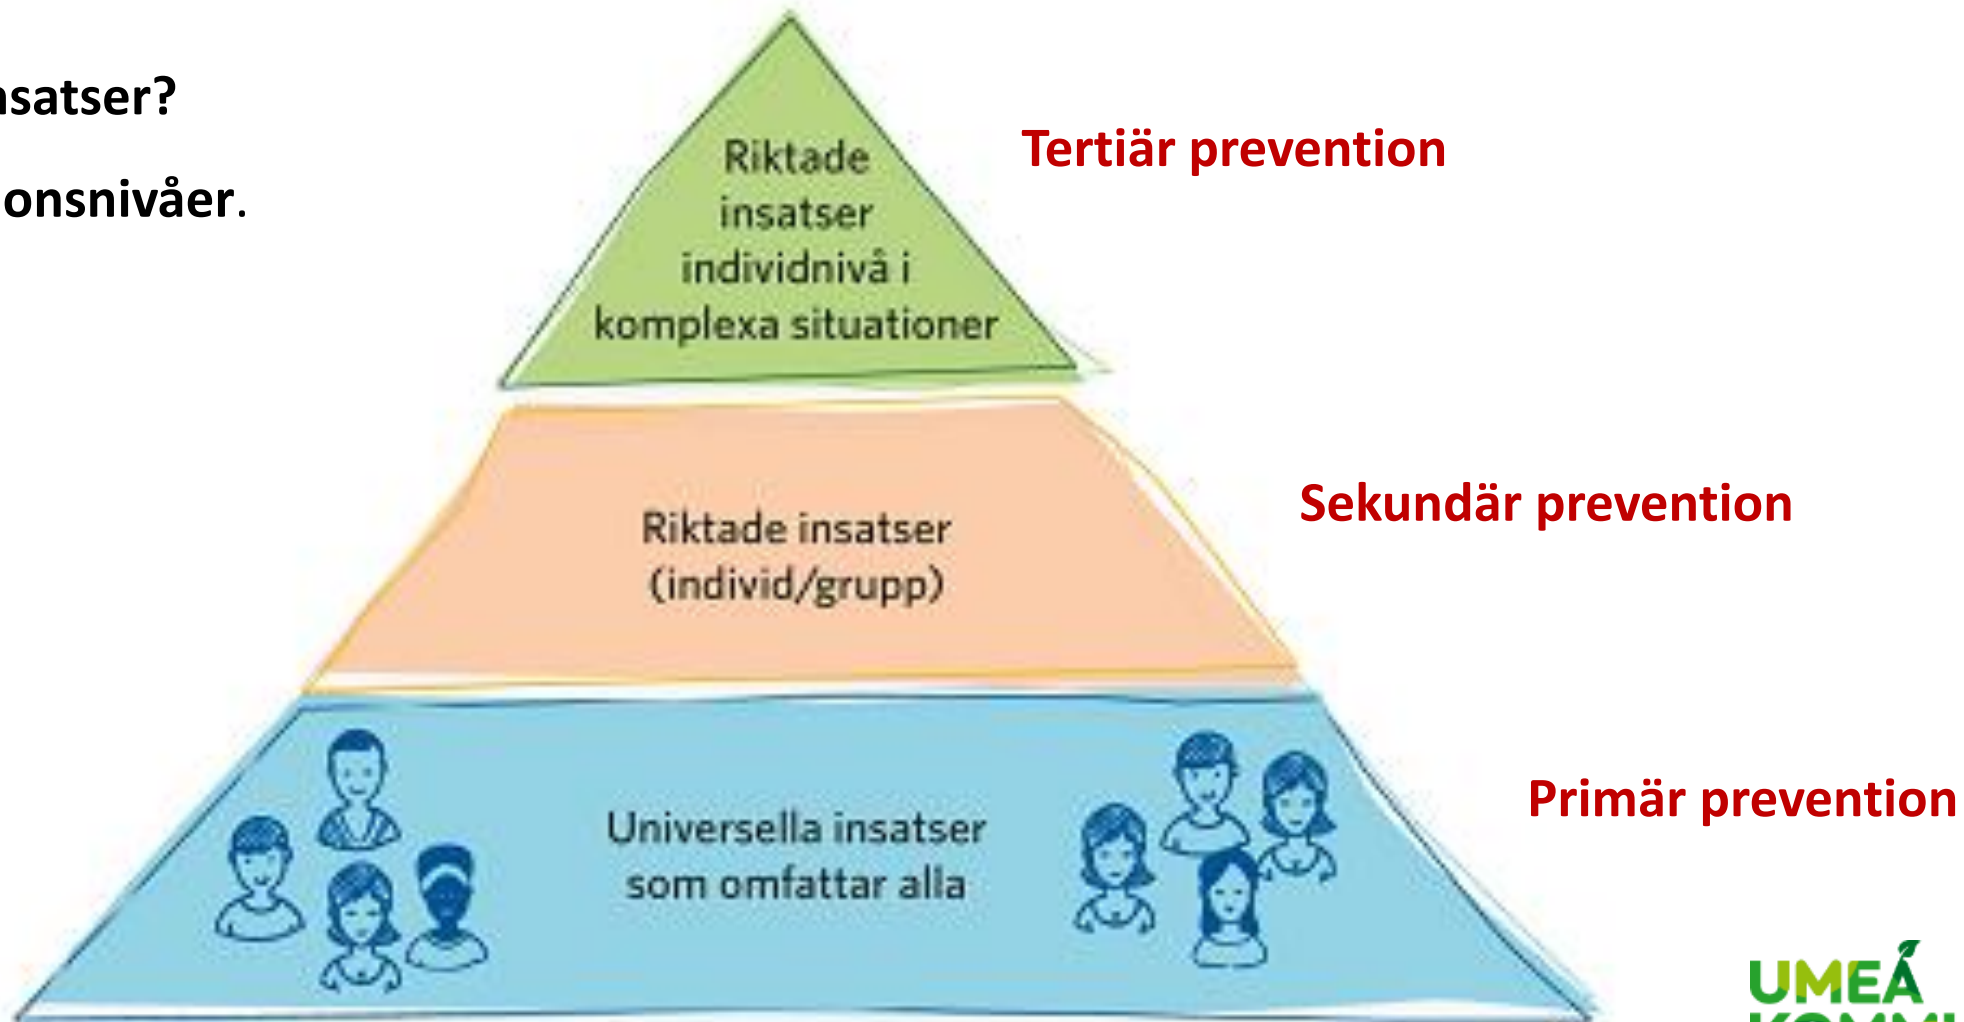 nsatser?
onsnivåer.
Riktade
insatser
individnivå i
komplexa situationer
Tertiär prevention
Riktade insatser
(individ/grupp)
Sekundär prevention
Universella insatser
som omfattar alla
Primär prevention
UMEÅ